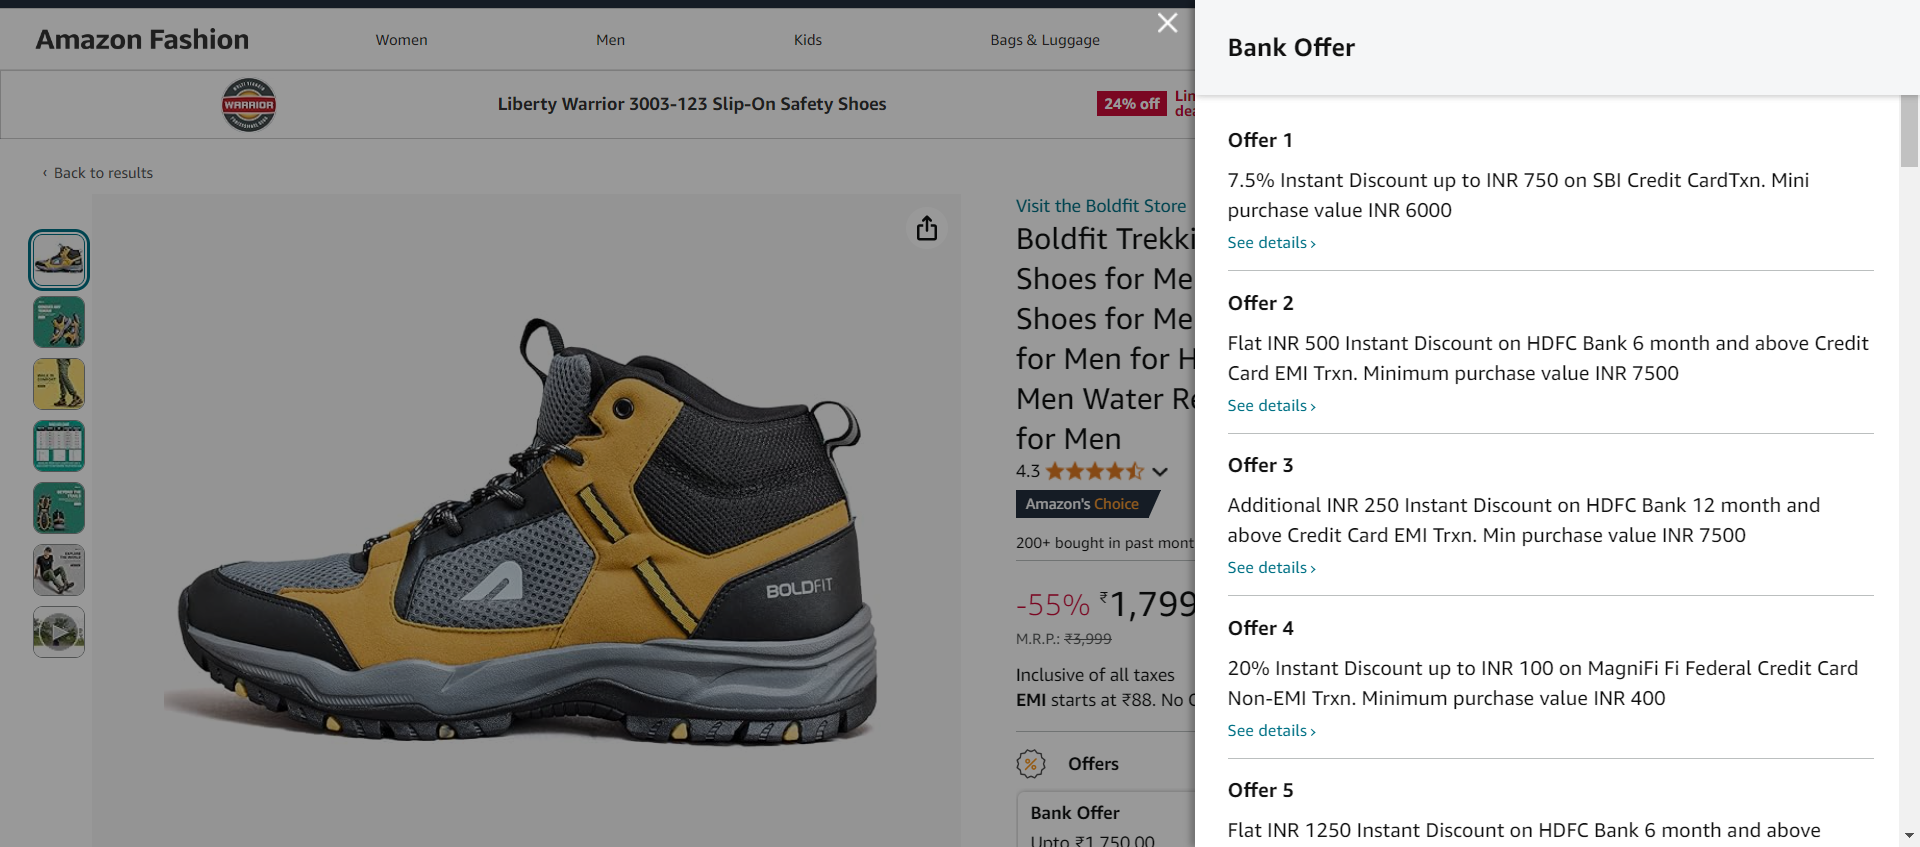 Amazon Fashion
Women
Men
Kids
Bags & Luggage
WARRIOR
Liberty Warrior 3003-123 Slip-On Safety Shoes
24% off
‹ Back to results
BOLDFIT
Visit the Boldfit Store
Boldfit Trekki
Shoes for Me
Shoes for Me
for Men for H
Men Water Re
for Men
4.3
Amazon's Choice
200+ bought in past mont
-55% ₹1,799
M.R.P.: ₹3,999
Inclusive of all taxes
EMI starts at ₹88. No C
Offers
Bank Offer
Upto ₹1,750.00
Bank Offer
Offer 1
7.5% Instant Discount up to INR 750 on SBI Credit CardTxn. Mini
purchase value INR 6000
See details ›
Offer 2
Flat INR 500 Instant Discount on HDFC Bank 6 month and above Credit
Card EMI Trxn. Minimum purchase value INR 7500
See details ›
Offer 3
Additional INR 250 Instant Discount on HDFC Bank 12 month and
above Credit Card EMI Trxn. Min purchase value INR 7500
See details ›
Offer 4
20% Instant Discount up to INR 100 on MagniFi Fi Federal Credit Card
Non-EMI Trxn. Minimum purchase value INR 400
See details ›
Offer 5
Flat INR 1250 Instant Discount on HDFC Bank 6 month and above